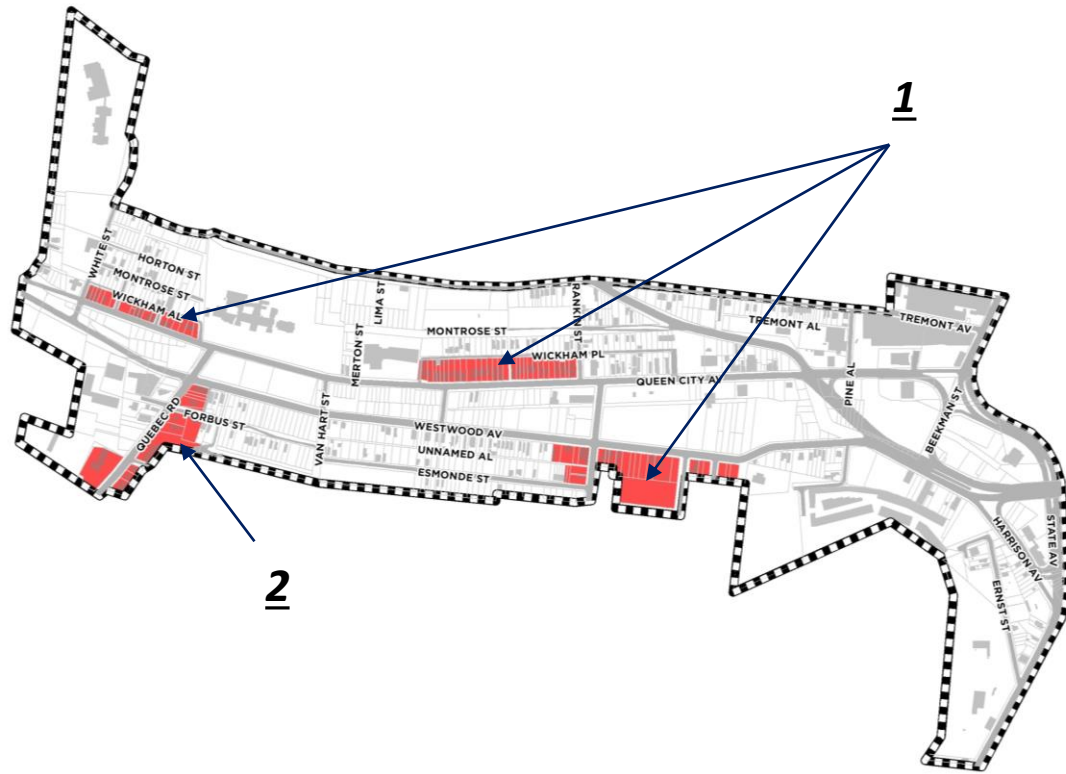 1
WHITE ST
HORTON ST
MONTROSE ST
WICKHAM AL
LIMA ST
RANKIN ST
TREMONT AL
TREMONT AV
MONTROSE ST
MERTON ST
WICKHAM PL
QUEEN CITY AV
PINE AL
BEEKMAN ST
QUEBEC RD
FORBUS ST
VAN HART ST
WESTWOOD AV
UNNAMED AL
ESMONDE ST
HARRISON AV
STATE AV
ERNST ST
2